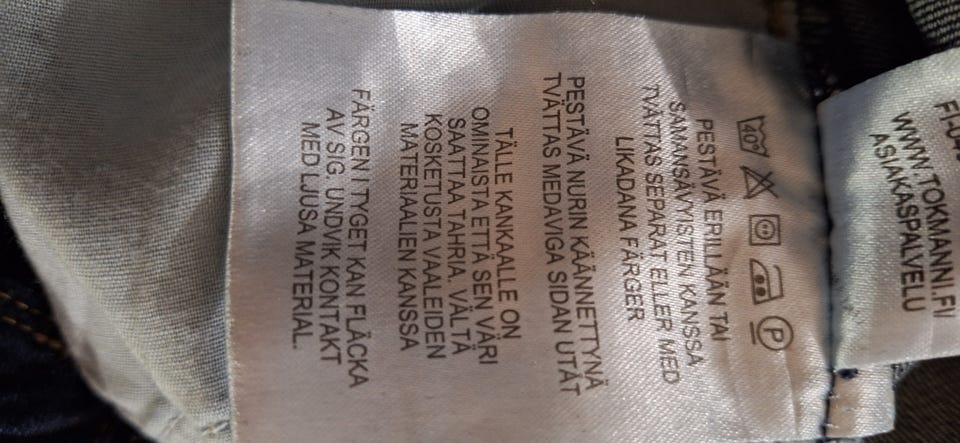 WWW.TOKMANNI.FI/
ASIAKASPALVELU
40° P
PESTÄVÄ ERILLÄÄN TAI
SAMANSÄVYISTEN KANSSA
TVÄTTAS SEPARAT ELLER MED
LIKADANA FÄRGER
PESTÄVÄ NURIN KÄÄNNETTYNÄ
TVÄTTAS MEDAVIGA SIDAN UTÅT
TÄLLE KANKAALLE ON
OMINAISTA ETTÄ SEN VÄRI
SAATTAA TAHRIA. VÄLTÄ
KOSKETUSTA VAALEIDEN
MATERIAALIEN KANSSA
FÄRGEN I TYGET KAN FLÄCKA
AV SIG. UNDVIK KONTAKT
MED LJUSA MATERIAL.